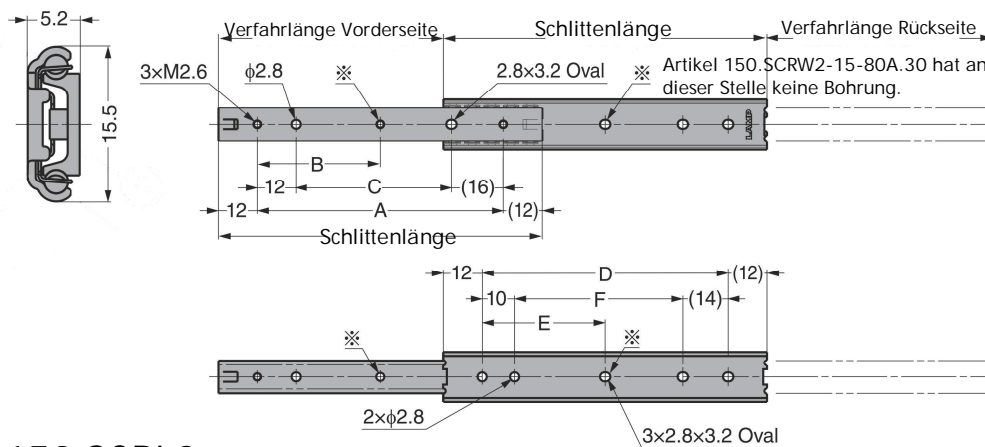 5.2
Verfahrlänge Vorderseite
Schlittenlänge
Verfahrlänge Rückseite
3×M2.6
ϕ2.8
※
2.8×3.2 Oval
※
Artikel 150.SCRW2-15-80A.30 hat an
dieser Stelle keine Bohrung.
15.5
LAMP
B
12
C
(16)
12
A
(12)
Schlittenlänge
12
D
(12)
10
F
(14)
E
※
※
2×ϕ2.8
3×2.8×3.2 Oval